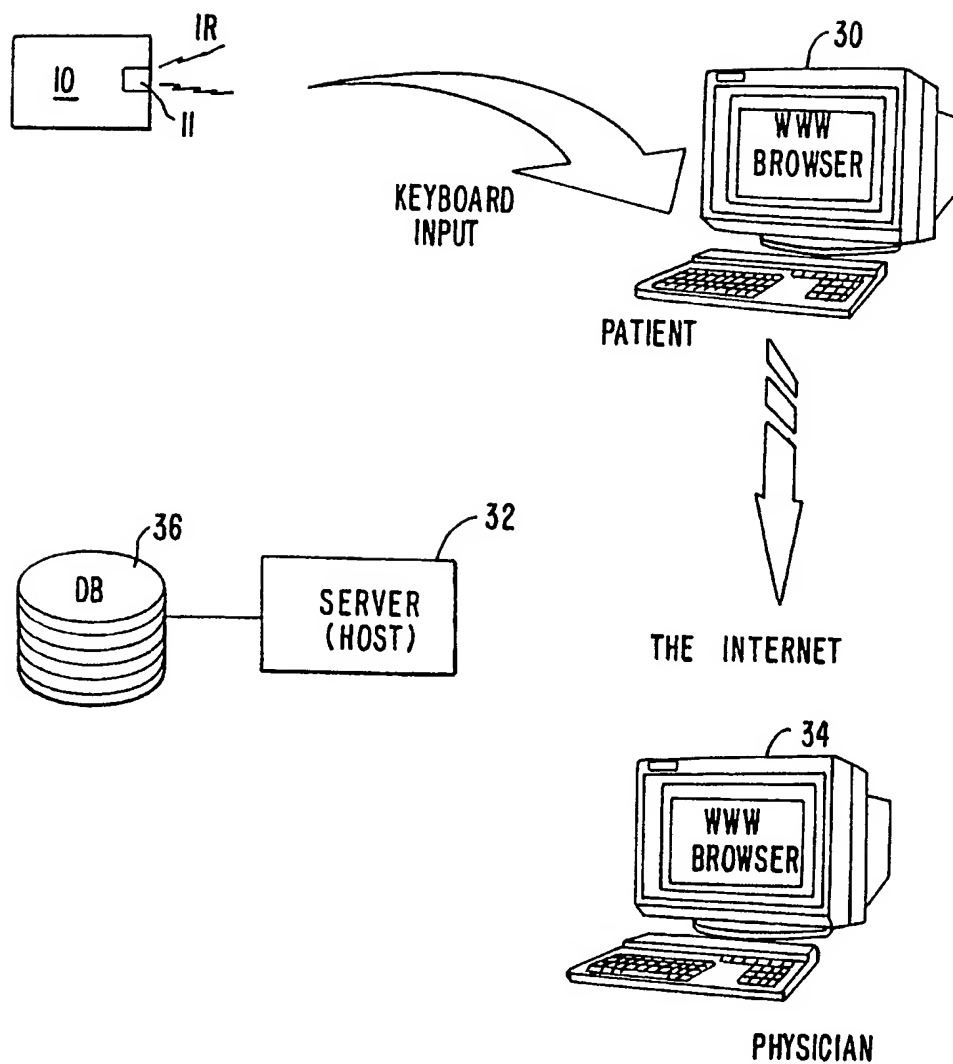 IR
10
11
30
WWW
BROWSER
KEYBOARD
INPUT
PATIENT
36
DB
32
SERVER
(HOST)
THE INTERNET
34
WWW
BROWSER
PHYSICIAN